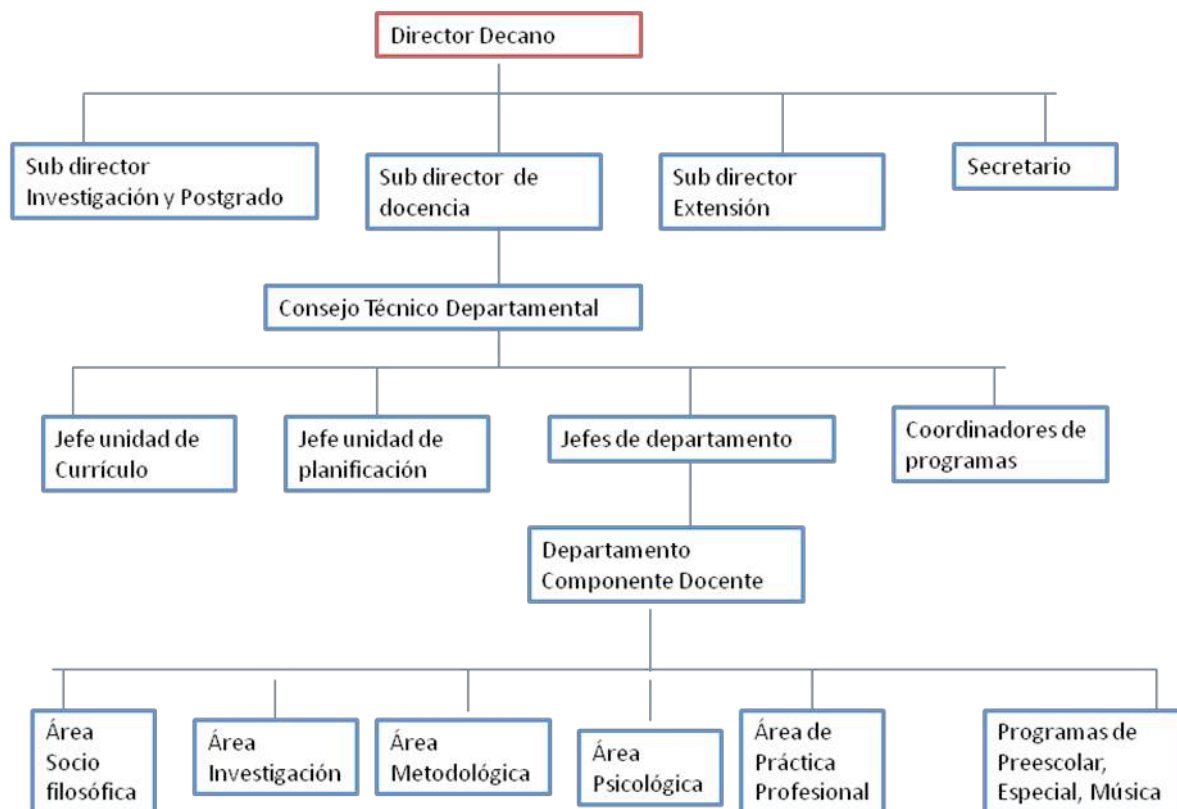 Director Decano
Sub director
Investigación y Postgrado
Sub director de
docencia
Sub director
Extensión
Secretario
Consejo Técnico Departamental
Jefe unidad de
Currículo
Jefe unidad de
planificación
Jefes de departamento
Coordinadores de
programas
Departamento
Componente Docente
Área
Socio
filosófica
Área
Investigación
Área
Metodológica
Área
Psicológica
Área de
Práctica
Profesional
Programas de
Preescolar,
Especial, Música